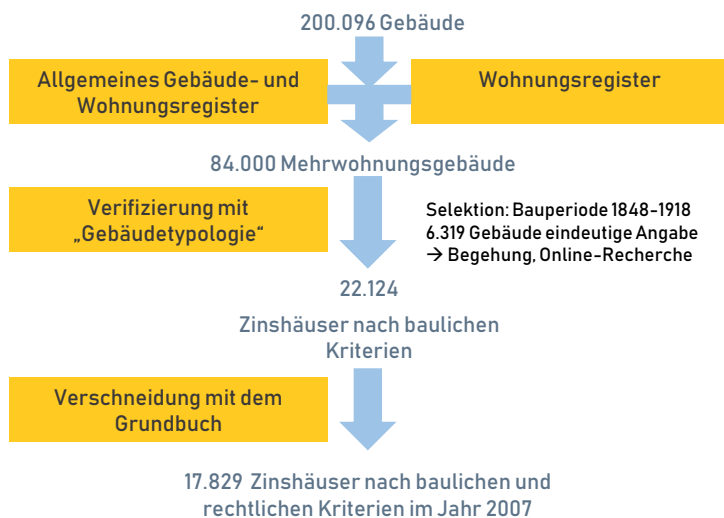 200.096 Gebäude
Allgemeines Gebäude- und
Wohnungsregister
Wohnungsregister
84.000 Mehrwohnungsgebäude
Verifizierung mit
„Gebäudetypologie“
Selektion: Bauperiode 1848-1918
6.319 Gebäude eindeutige Angabe
→ Begehung, Online-Recherche
22.124
Zinshäuser nach baulichen
Kriterien
Verschneidung mit dem
Grundbuch
17.829 Zinshäuser nach baulichen und
rechtlichen Kriterien im Jahr 2007